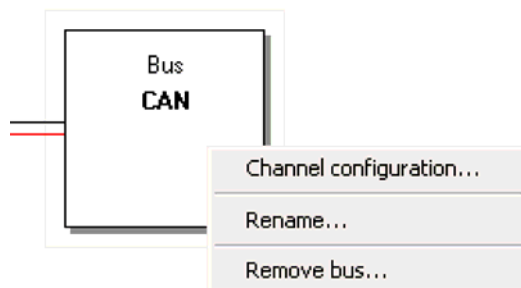 Bus
CAN
Channel configuration...
Rename...
Remove bus...